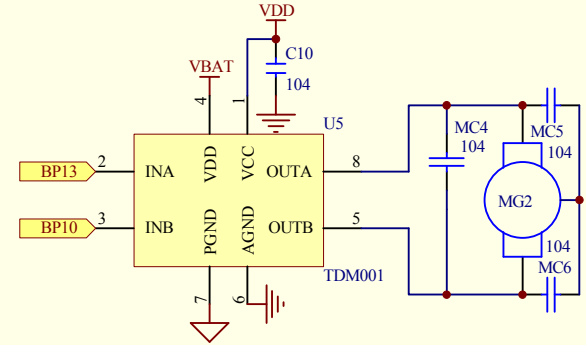 VDD
C10
VBAT
104
4
1
U5
MC4
MC5
104
104
BP13
2
INA
VDD
VCC
OUTA
8
MG2
BP10
3
INB
PGND
AGND
OUTB
5
104
MC6
TDM001
7
6